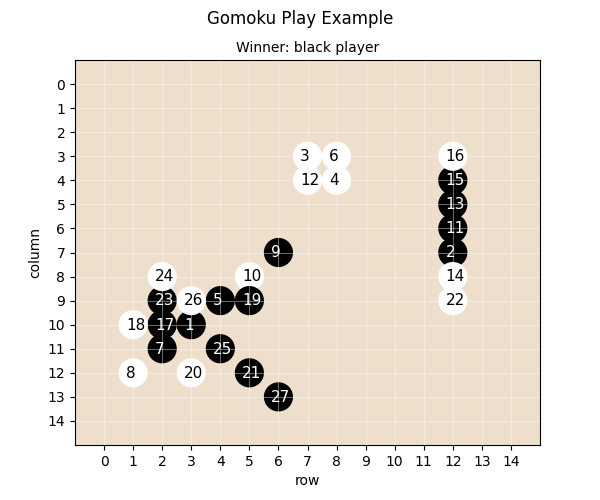 Gomoku Play Example
Winner: black player
0
1
2
3 3 6 16
4 12 4 15
5 13
6 11
7 9 2
8 24 10 14
9 23 26 5 19 22
10 18 17 1
11 7 25
12 8 20 21
13 27
14
column
0 1 2 3 4 5 6 7 8 9 10 11 12 13 14
row